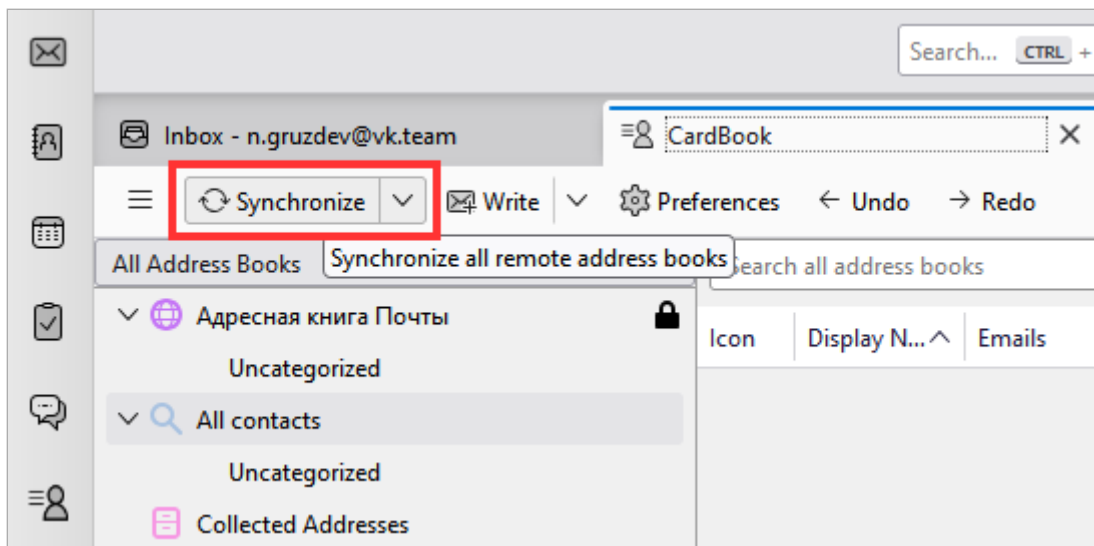 Search... CTRL +
Inbox - n.gruzdev@vk.team CardBook
Synchronize Write Preferences Undo Redo
All Address Books Synchronize all remote address books Search all address books
Адресная книга Почты Icon Display N... Emails
Uncategorized
All contacts
Uncategorized
Collected Addresses